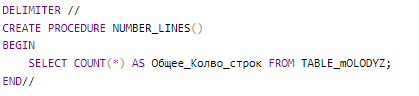 DELIMITER //
CREATE PROCEDURE NUMBER_LINES()
BEGIN
SELECT COUNT(*) AS Общее_Колво_строк FROM TABLE_mOLODYZ;
END//